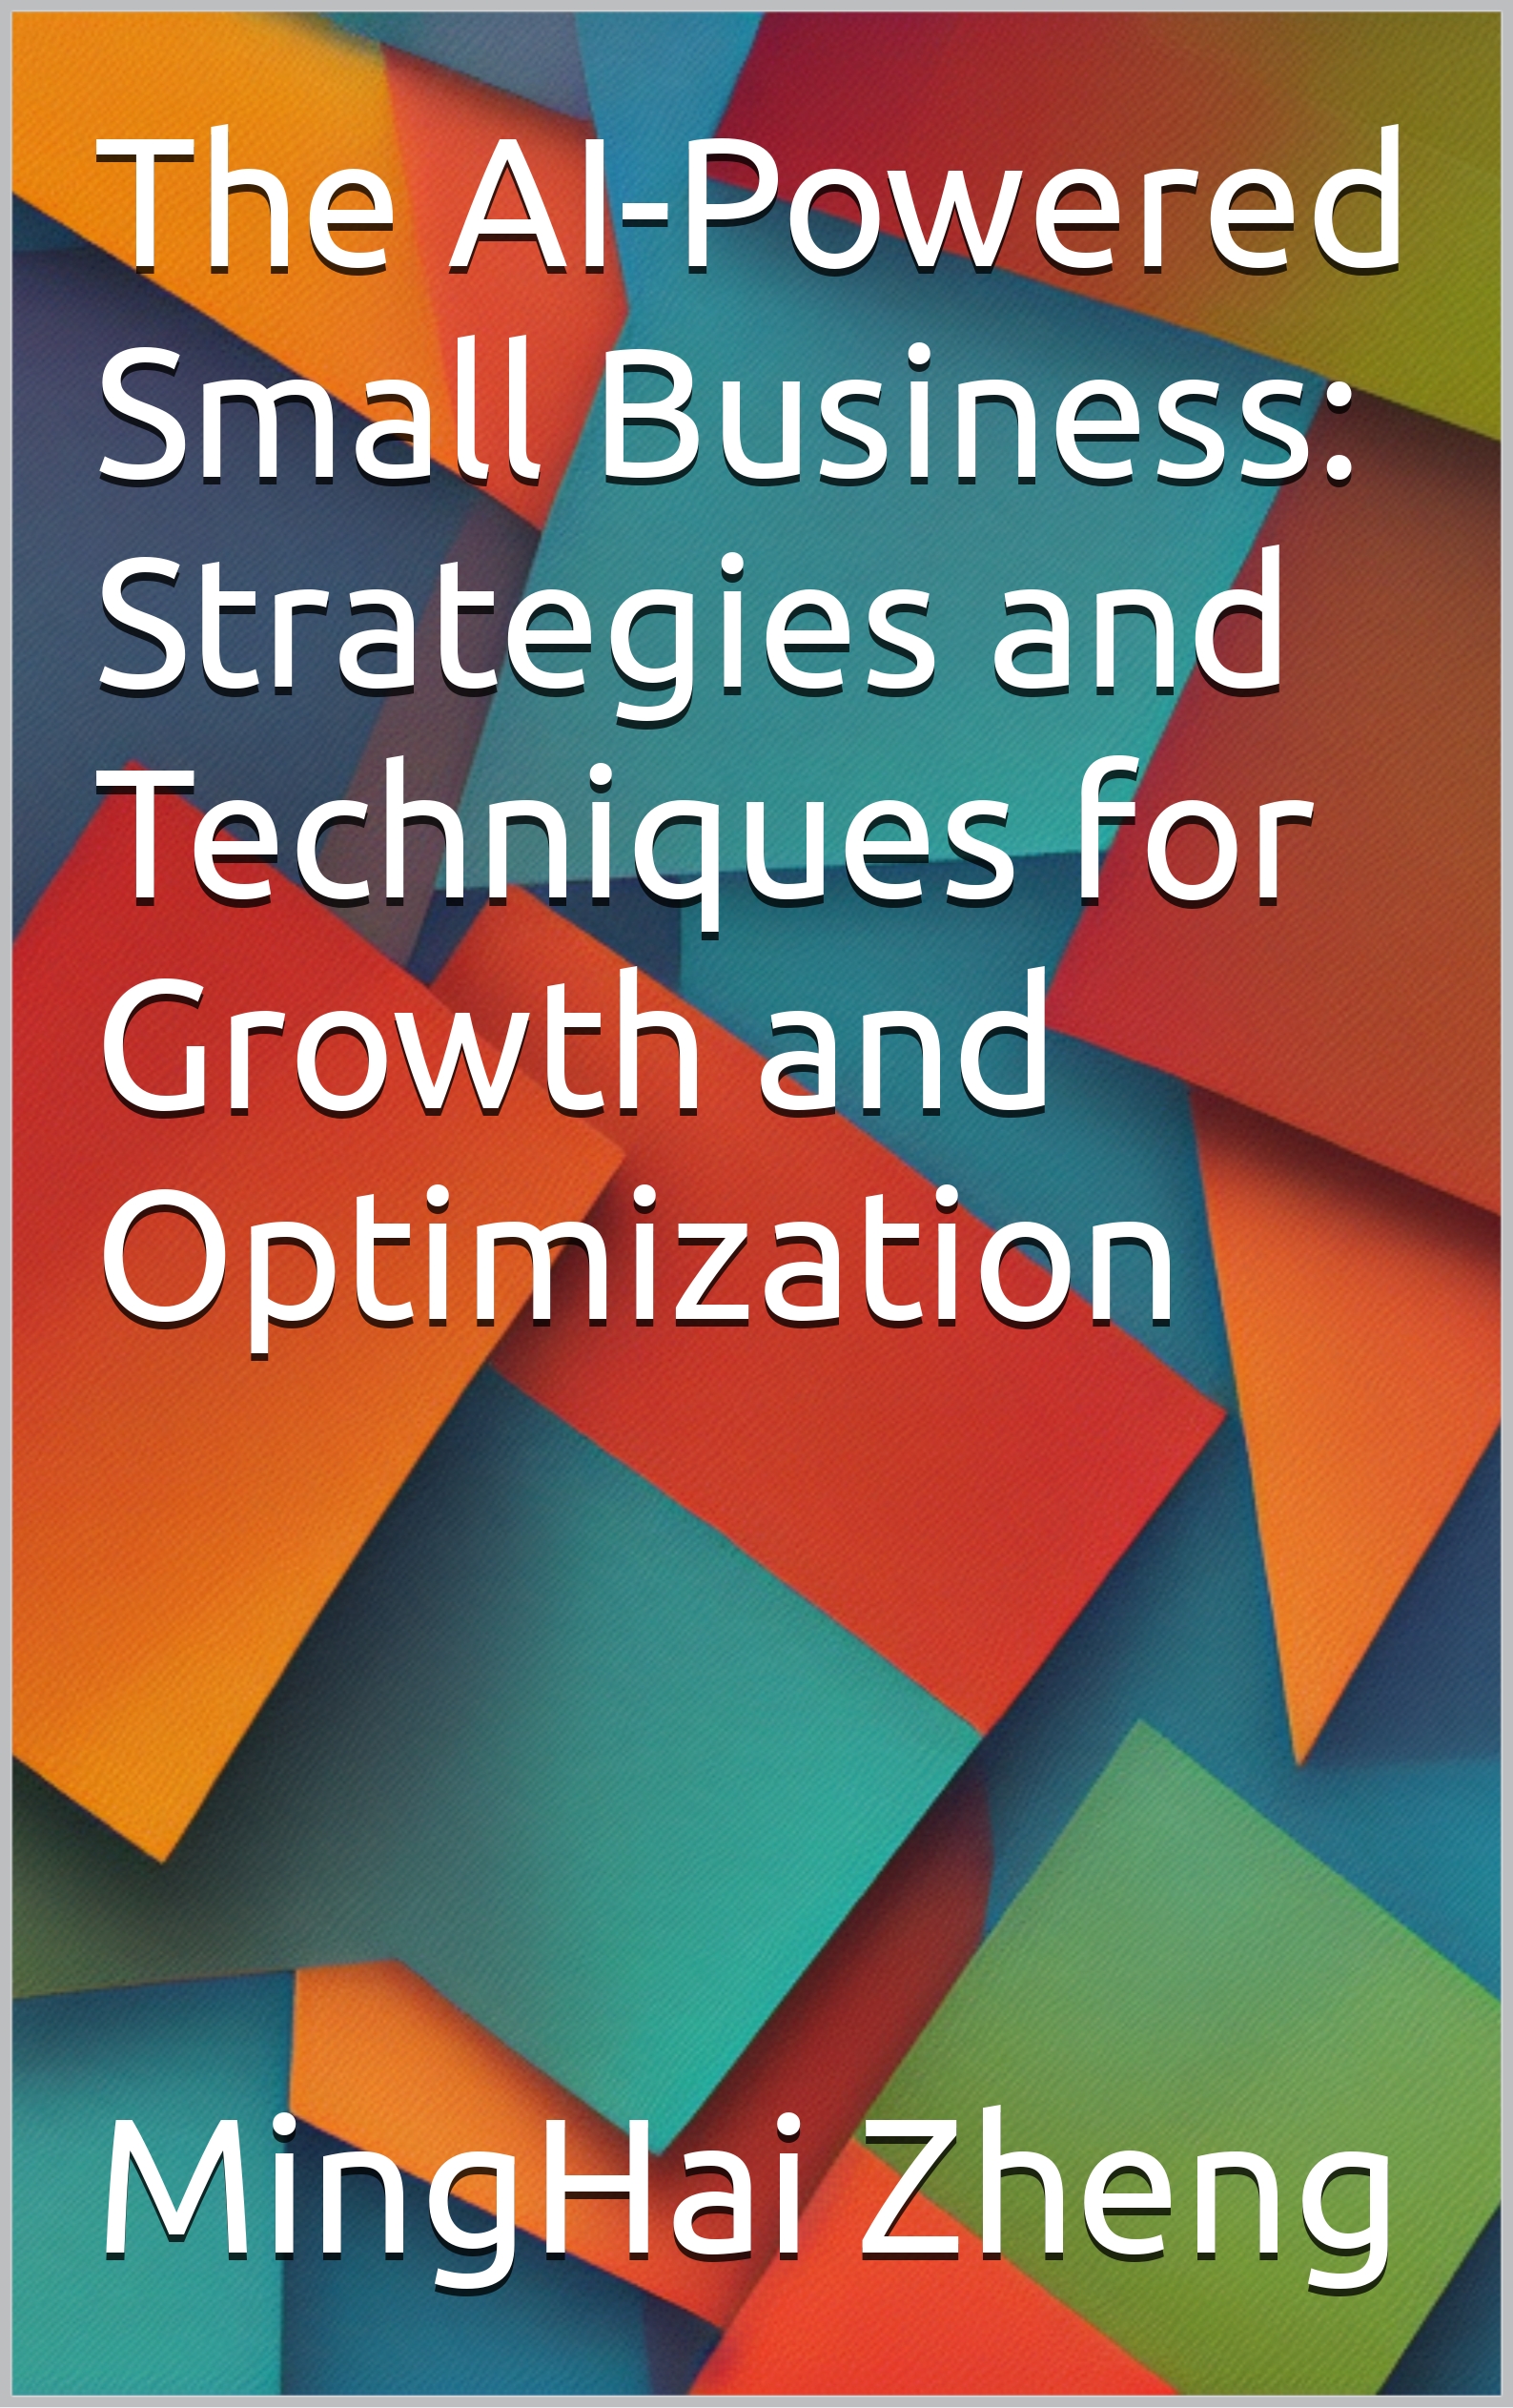 The AI-Powered
Small Business:
Strategies and
Techniques for
Growth and
Optimization
MingHai Zheng